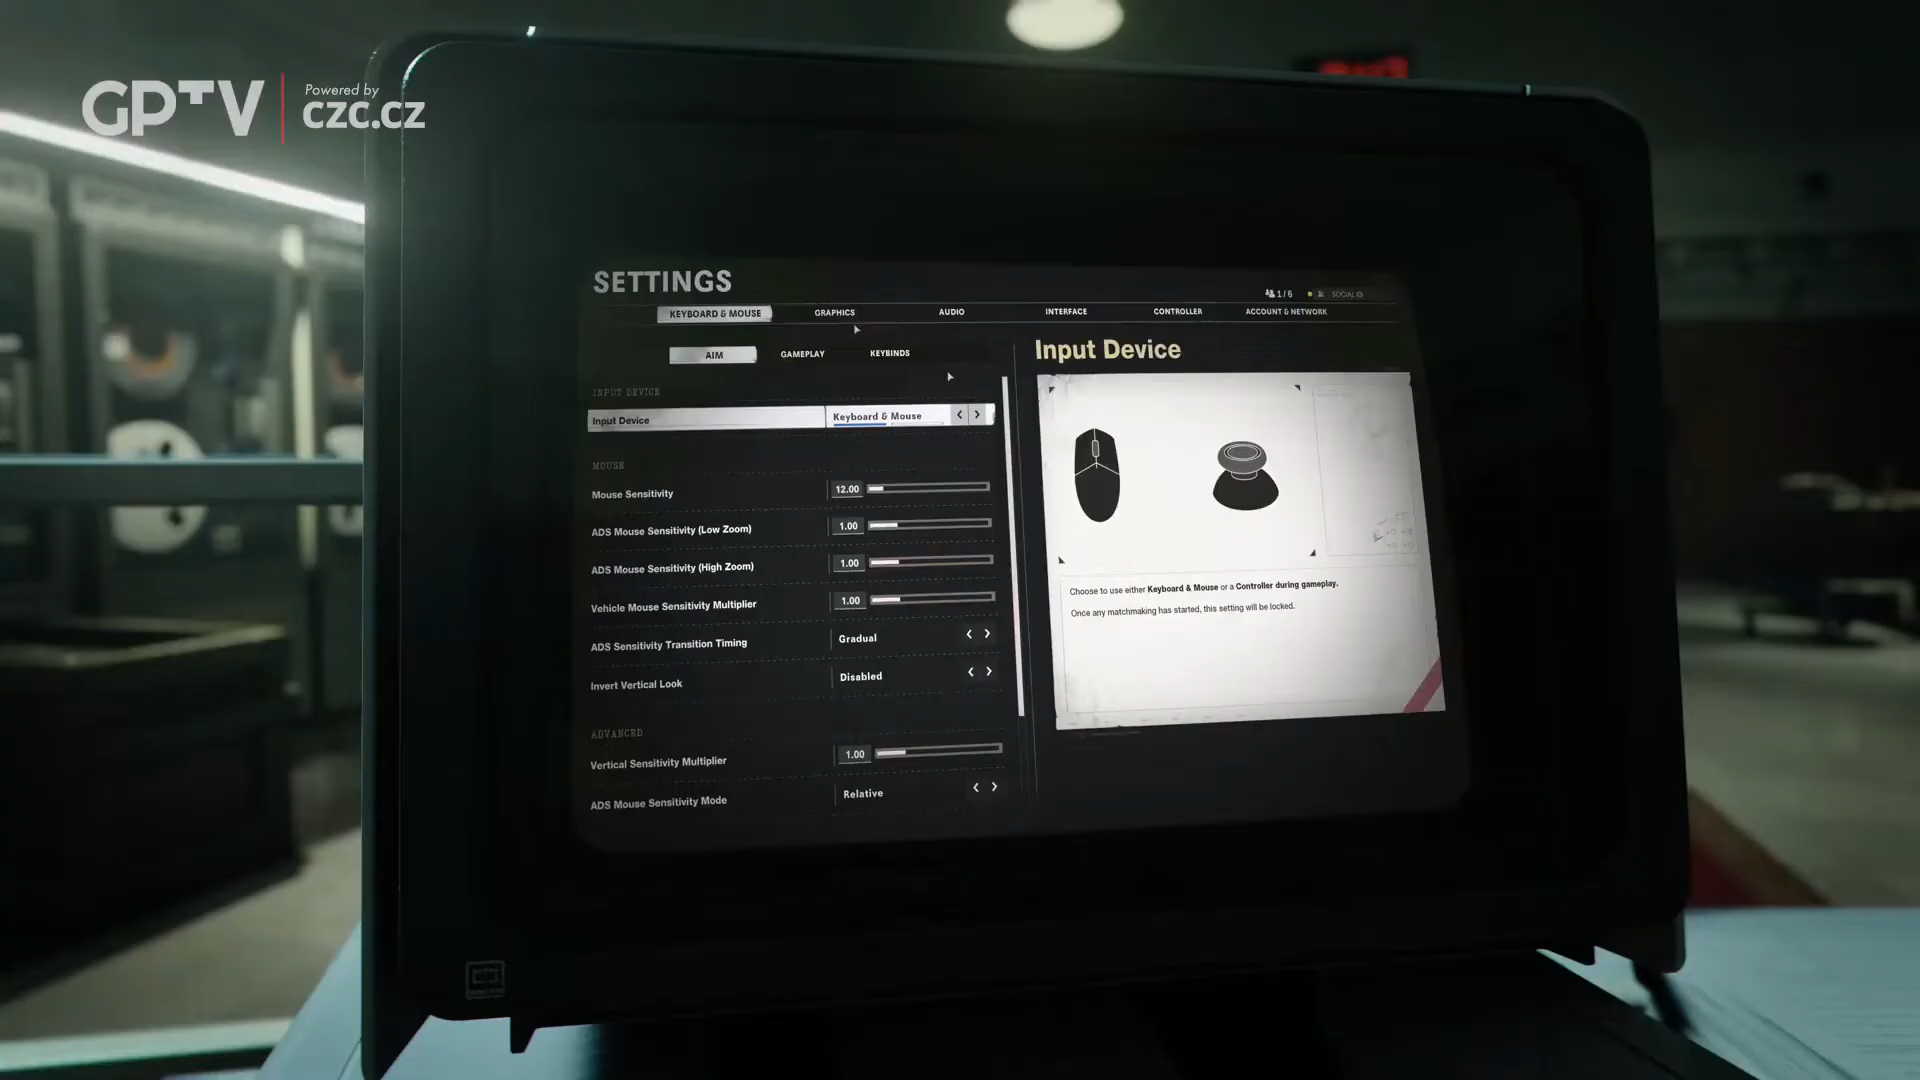 GPTV
Powered by
czc.cz
SETTINGS
1/6
SOCIAL (0)
KEYBOARD & MOUSE
GRAPHICS
AUDIO
INTERFACE
CONTROLLER
ACCOUNT & NETWORK
AIM
GAMEPLAY
KEYBINDS
INPUT DEVICE
Input Device
Keyboard & Mouse
MOUSE
Mouse Sensitivity
12.00
ADS Mouse Sensitivity (Low Zoom)
1.00
ADS Mouse Sensitivity (High Zoom)
1.00
Vehicle Mouse Sensitivity Multiplier
1.00
ADS Sensitivity Transition Timing
Gradual
Invert Vertical Look
Disabled
ADVANCED
Vertical Sensitivity Multiplier
1.00
ADS Mouse Sensitivity Mode
Relative
Input Device
Choose to use either Keyboard & Mouse or a Controller during gameplay.
Once any matchmaking has started, this setting will be locked.